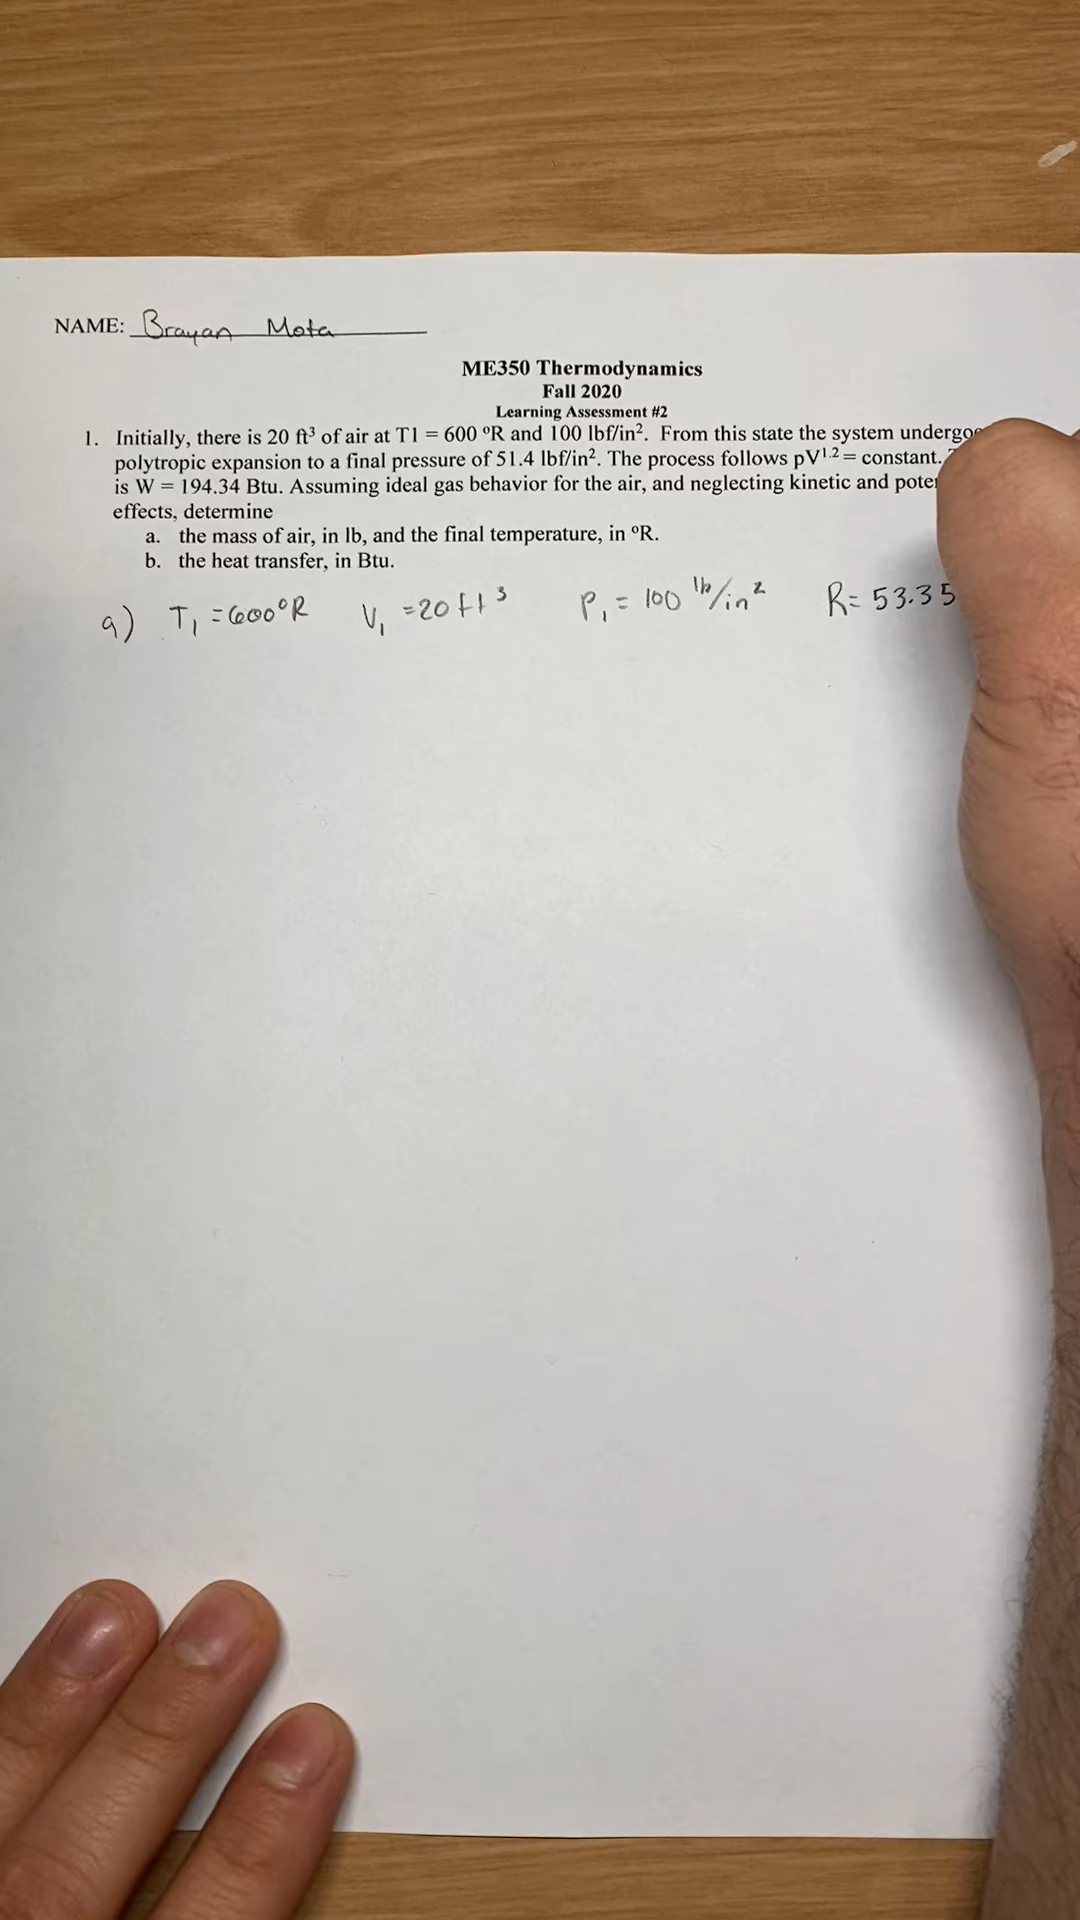 NAME: Brayan Mota
ME350 Thermodynamics
Fall 2020
Learning Assessment #2
1. Initially, there is 20 ft³ of air at T1 = 600 ºR and 100 lbf/in². From this state the system
polytropic expansion to a final pressure of 51.4 lbf/in². The process follows pV¹·² = constant.
is W = 194.34 Btu. Assuming ideal gas behavior for the air, and neglecting kinetic and
effects, determine
a. the mass of air, in lb, and the final temperature, in ºR.
b. the heat transfer, in Btu.
a) T₁ = 600°R V₁ = 20 ft³ P₁ = 100 lb/in² R = 53.35